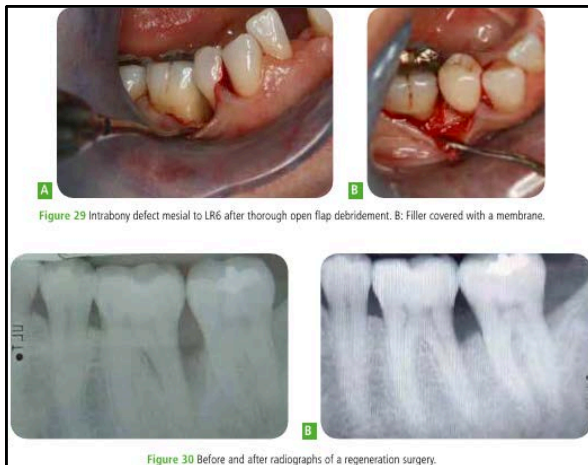 A
B
Figure 29 Intrabony defect mesial to LR6 after thorough open flap debridement. B: Filler covered with a membrane.
B
Figure 30 Before and after radiographs of a regeneration surgery.